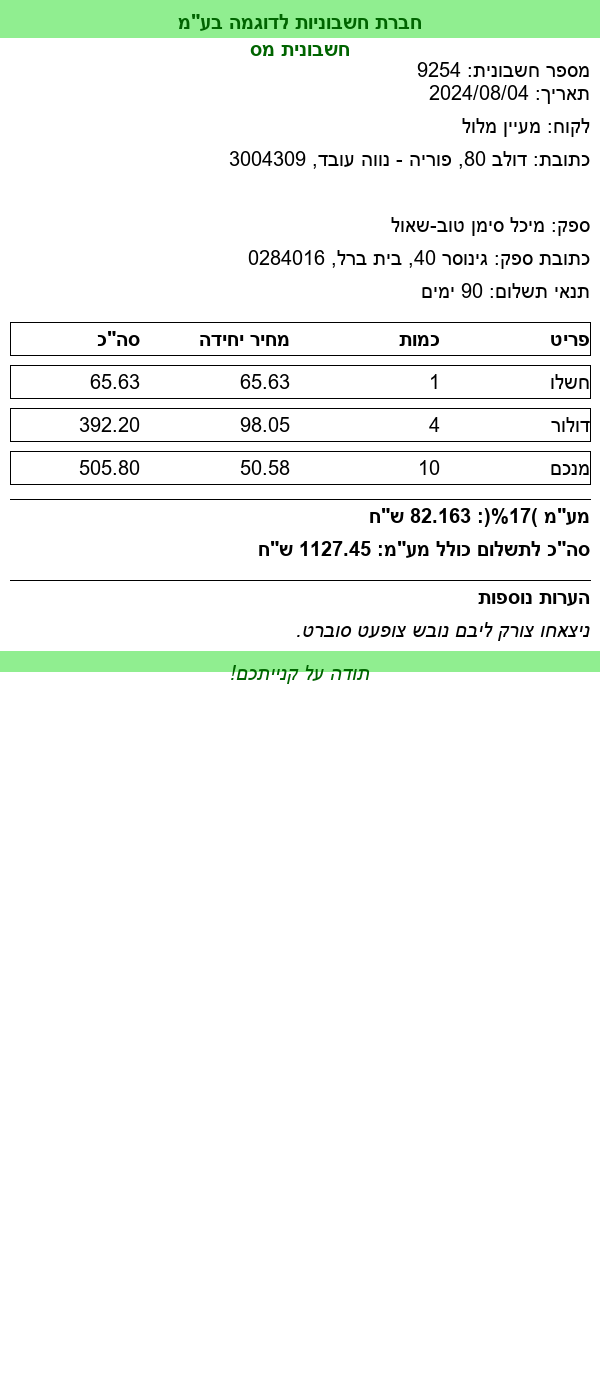 חברת חשבוניות לדוגמה בע"מ
חשבונית מס
מספר חשבונית: 9254
תאריך: 2024/08/04
לקוח: מעיין מלול
כתובת: דולב 80, פוריה - נווה עובד, 3004309
ספק: מיכל סימן טוב-שאול
כתובת ספק: גינוסר 40, בית ברל, 0284016
תנאי תשלום: 90 ימים
פריט כמות מחיר יחידה סה"כ
חשלו 1 65.63 65.63
דולור 4 98.05 392.20
מנכם 10 50.58 505.80
מע"מ )17%(: 82.163 ש"ח
סה"כ לתשלום כולל מע"מ: 1127.45 ש"ח
הערות נוספות
ניצאחו צורק ליבם נובש צופעט סוברט.
תודה על קנייתכם!